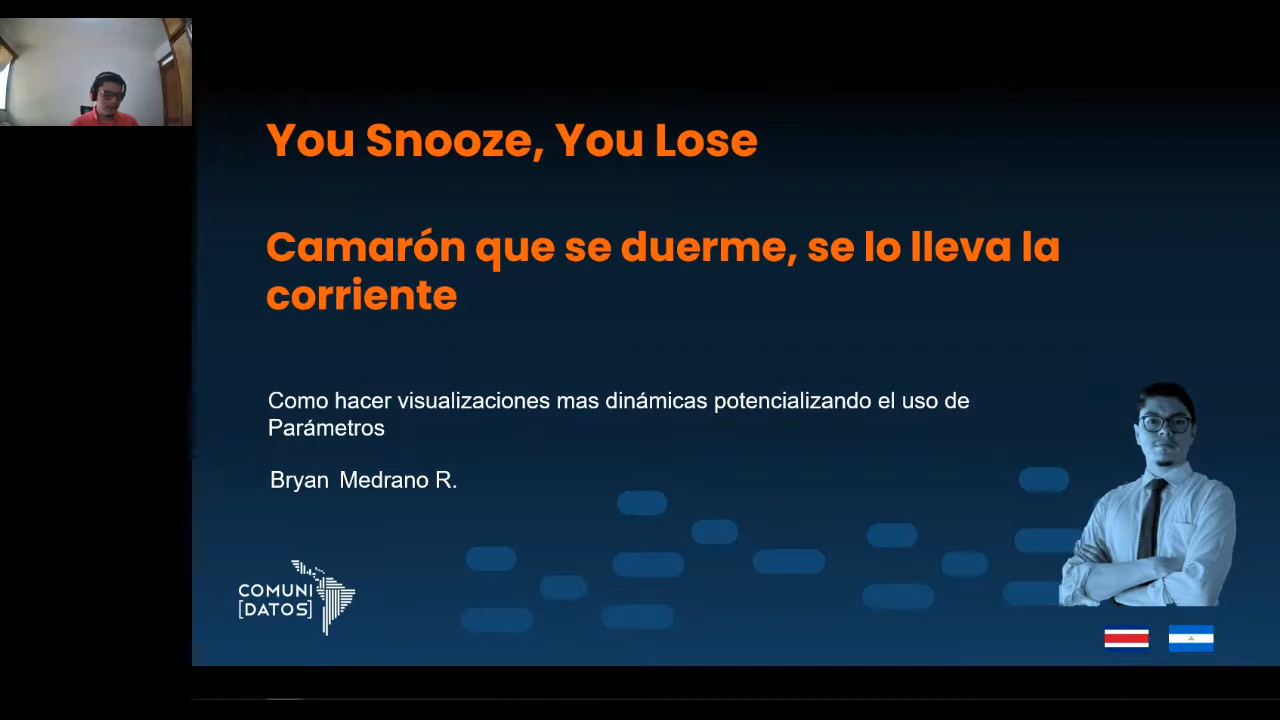 You Snooze, You Lose
Camarón que se duerme, se lo lleva la
corriente
Como hacer visualizaciones mas dinámicas potencializando el uso de
Parámetros
Bryan Medrano R.
COMUNI
[DATOS]